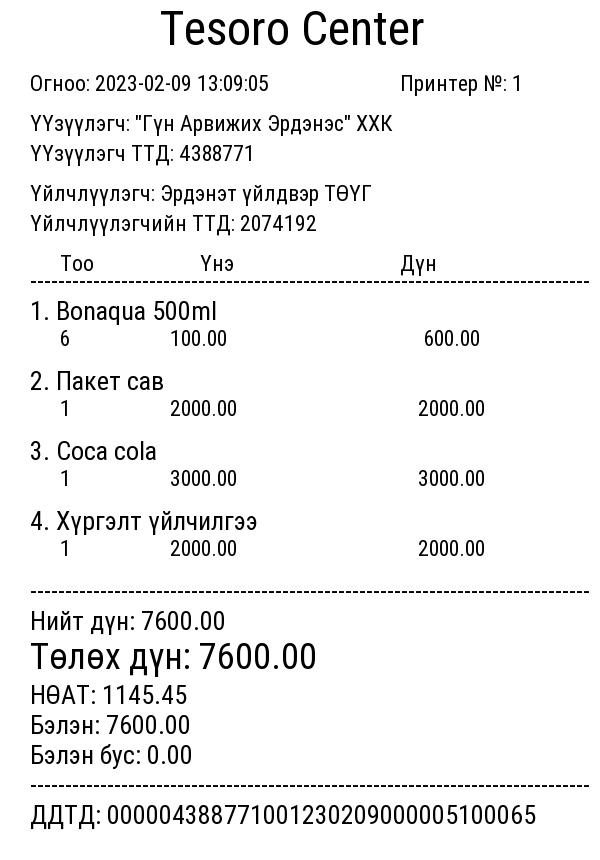 Tesoro Center
Огноо: 2023-02-09 13:09:05 Принтер №: 1
ҮҮзүүлэгч: "Гүн Арвижих Эрдэнэс" ХХК
ҮҮзүүлэгч ТТД: 4388771
Үйлчлүүлэгч: Эрдэнэт үйлдвэр ТӨҮГ
Үйлчлүүлэгчийн ТТД: 2074192
Тоо Үнэ Дүн
--------------------------------------------------------------------------------
1. Bonaqua 500ml
6 100.00 600.00
2. Пакет сав
1 2000.00 2000.00
3. Coca cola
1 3000.00 3000.00
4. Хүргэлт үйлчилгээ
1 2000.00 2000.00
--------------------------------------------------------------------------------
Нийт дүн: 7600.00
Төлөх дүн: 7600.00
НӨАТ: 1145.45
Бэлэн: 7600.00
Бэлэн бус: 0.00
--------------------------------------------------------------------------------
ДДТД: 000004388771001230209000005100065